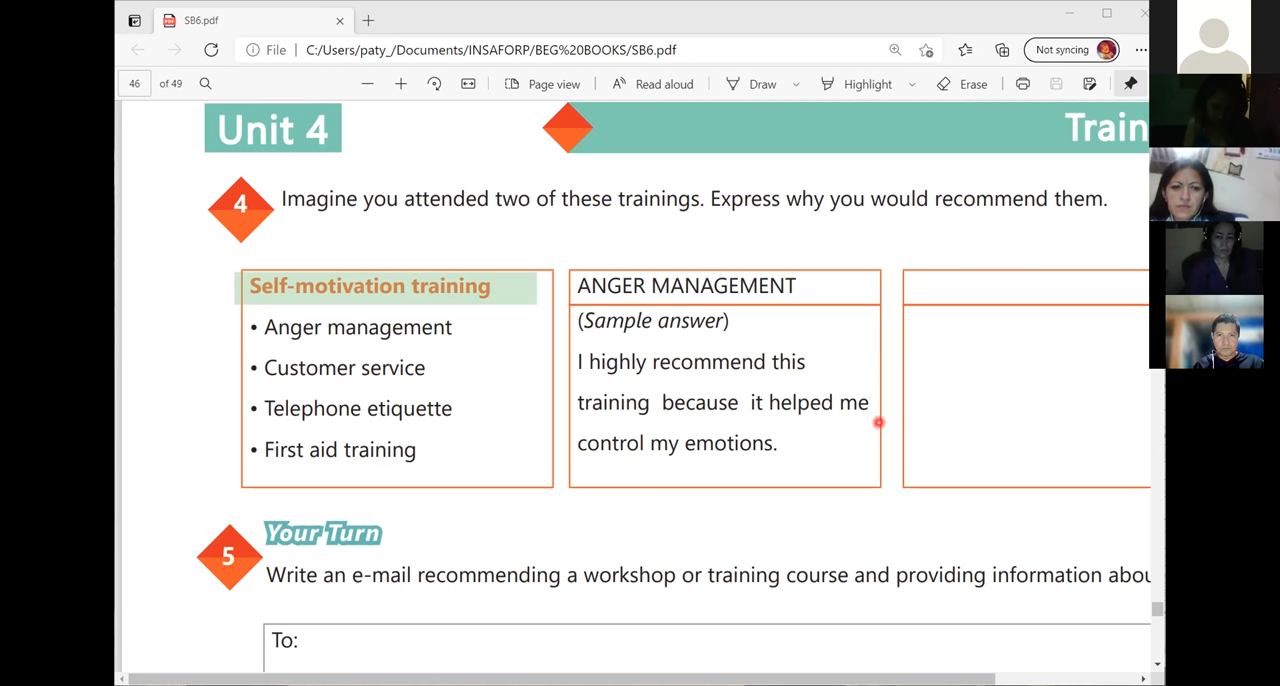 SB6.pdf
File
C:/Users/paty_/Documents/INSAFORP/BEG%20BOOKS/SB6.pdf
Not syncing
46 of 49
Page view
Read aloud
Draw
Highlight
Erase
Unit 4
Train
4
Imagine you attended two of these trainings. Express why you would recommend them.
Self-motivation training
• Anger management
• Customer service
• Telephone etiquette
• First aid training
ANGER MANAGEMENT
(Sample answer)
I highly recommend this
training because it helped me
control my emotions.
5
Your Turn
Write an e-mail recommending a workshop or training course and providing information abou
To: